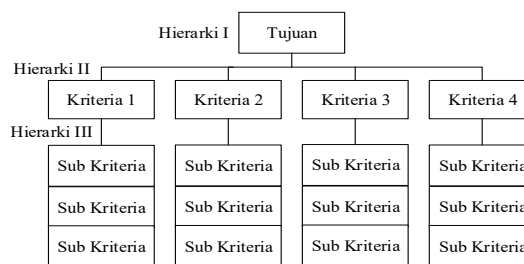 Hierarki I Tujuan
Hierarki II
Kriteria 1 Kriteria 2 Kriteria 3 Kriteria 4
Hierarki III
Sub Kriteria Sub Kriteria Sub Kriteria Sub Kriteria
Sub Kriteria Sub Kriteria Sub Kriteria Sub Kriteria
Sub Kriteria Sub Kriteria Sub Kriteria Sub Kriteria